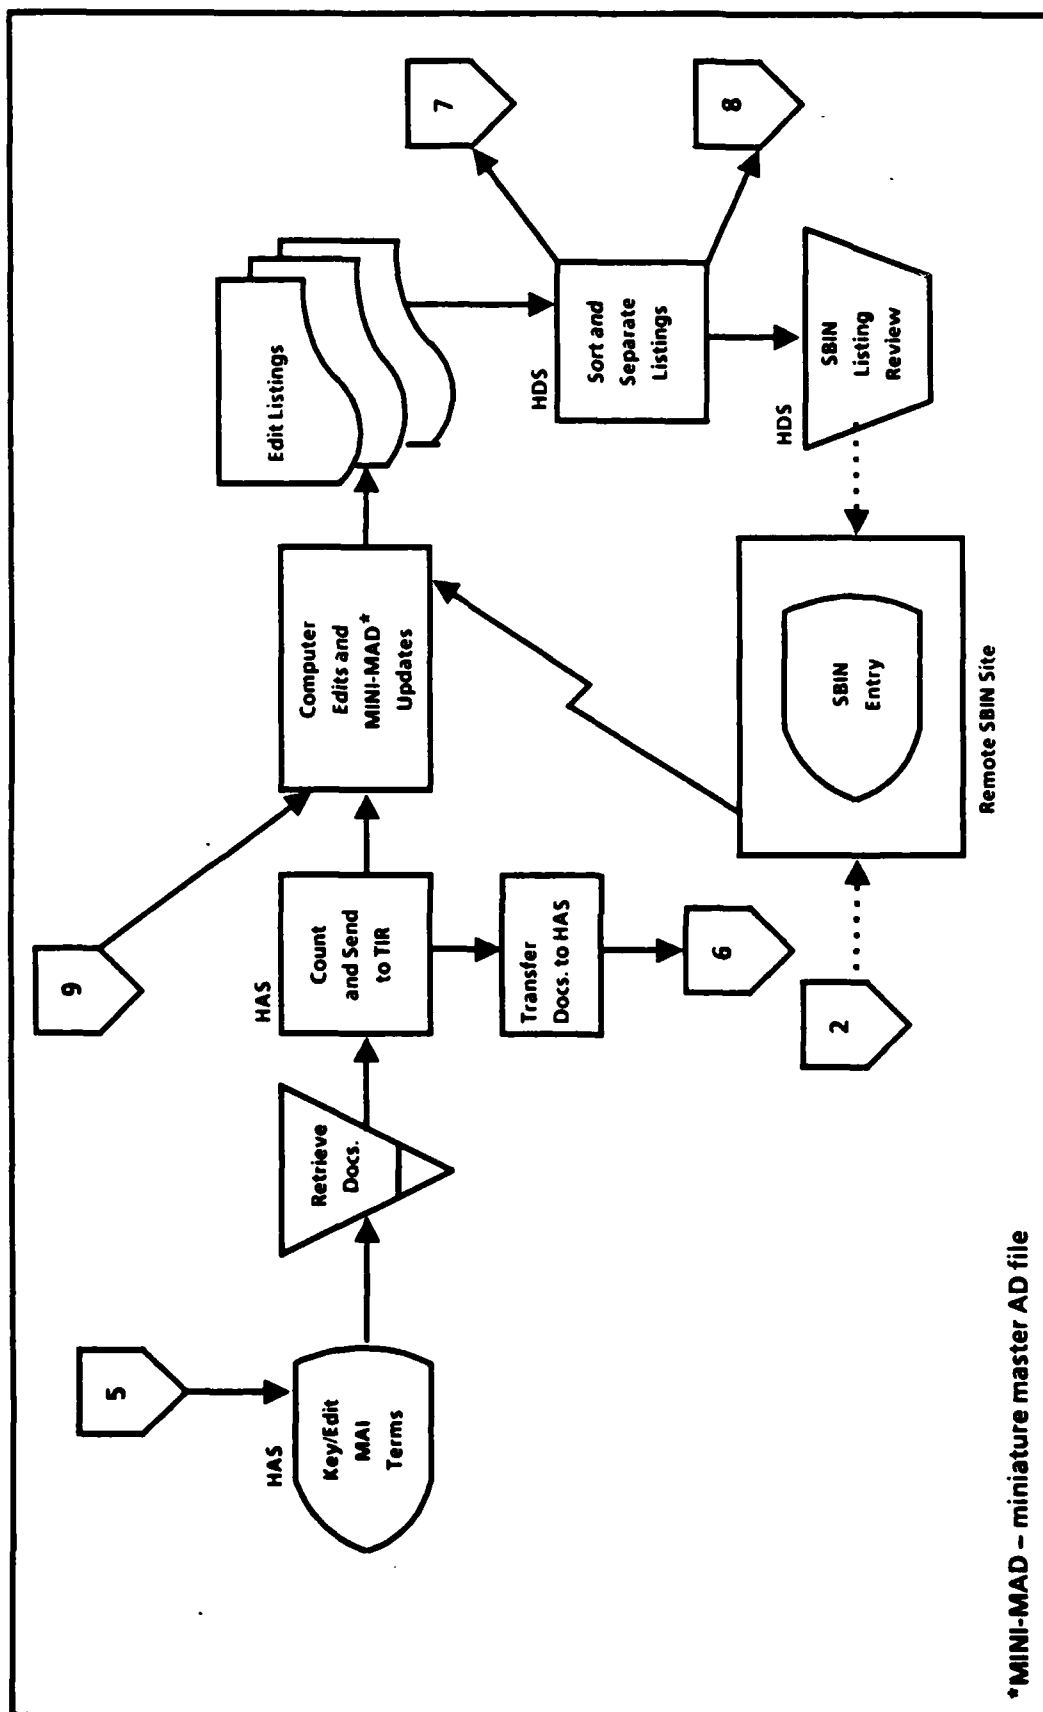 5
HAS
Key/Edit
MAI
Terms
Retrieve
Docs.
9
HAS
Count
and Send
to TIR
Transfer
Docs. to HAS
6
2
Computer
Edits and
MINI-MAD*
Updates
Edit Listings
HDS
Sort and
Separate
Listings
7
8
HDS
SBIN
Listing
Review
SBIN
Entry
Remote SBIN Site
*MINI-MAD – miniature master AD file